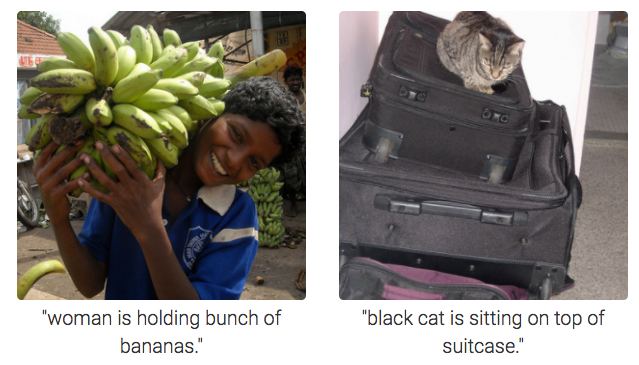 "woman is holding bunch of
bananas."
"black cat is sitting on top of
suitcase."